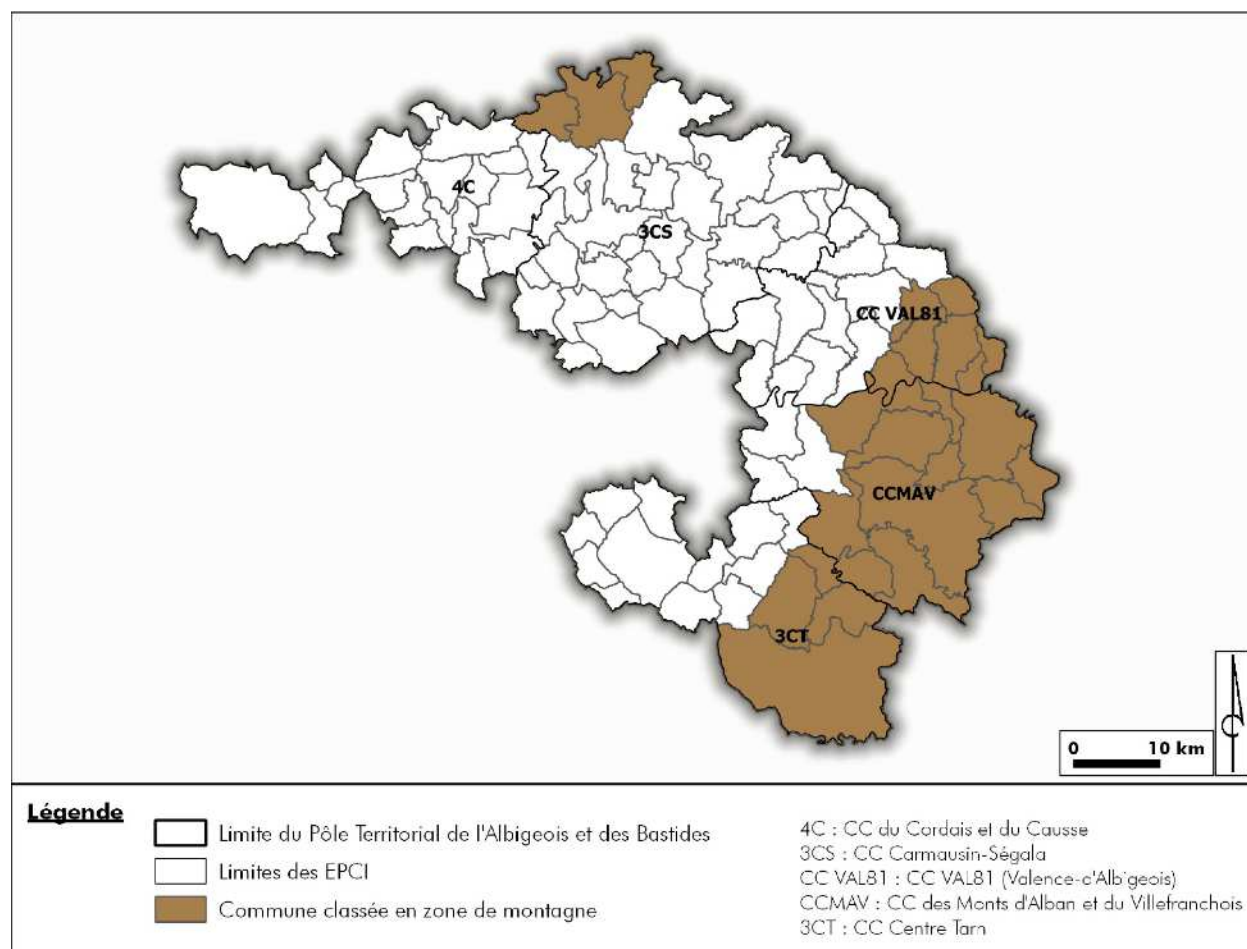 4C
3CS
CC VAL81
CCMAV
3CT
0 10 km
Légende
Limite du Pôle Territorial de l'Albigeois et des Bastides
Limites des EPCI
Commune classée en zone de montagne
4C : CC du Cordais et du Causse
3CS : CC Carmausin-Ségala
CC VAL81 : CC VAL81 (Valence-d'Albigeois)
CCMAV : CC des Monts d'Alban et du Villefranchois
3CT : CC Centre Tarn